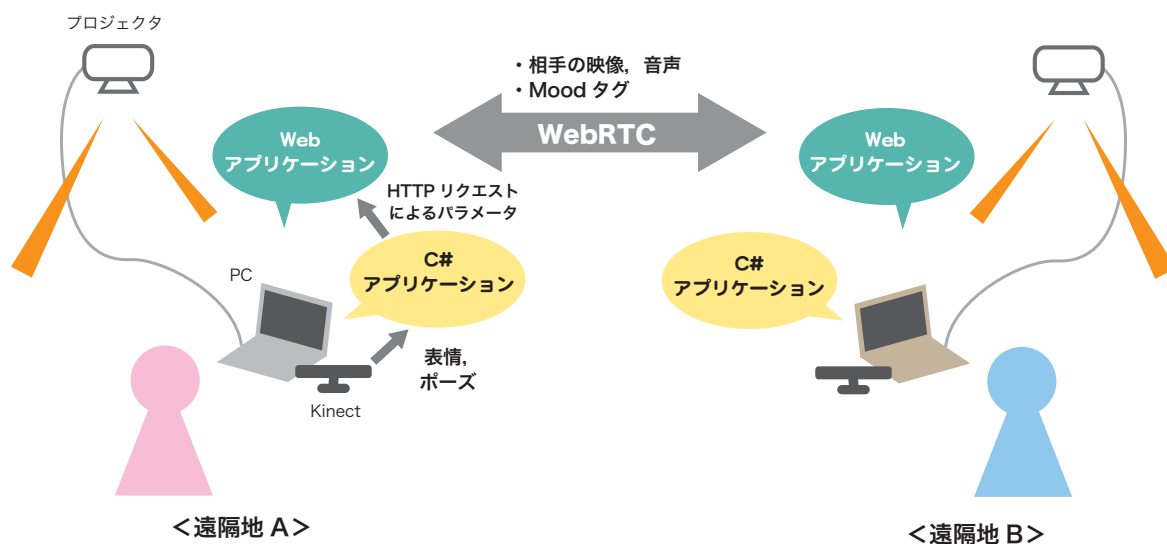 プロジェクタ
・相手の映像，音声
・Mood タグ
WebRTC
Web
アプリケーション
Web
アプリケーション
HTTP リクエスト
によるパラメータ
C#
アプリケーション
C#
アプリケーション
PC
表情，
ポーズ
Kinect
＜遠隔地 A＞
＜遠隔地 B＞